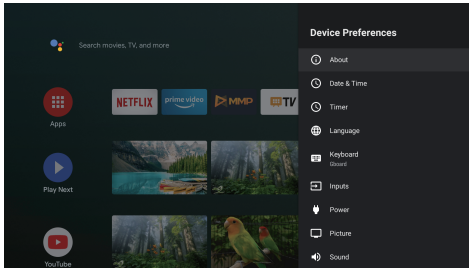 Device Preferences
Search movies, TV, and more
About
Date & Time
Timer
NETFLIX
prime video
MMP
TV
Apps
Language
Keyboard
Gboard
Inputs
Play Next
Power
Picture
Sound
YouTube